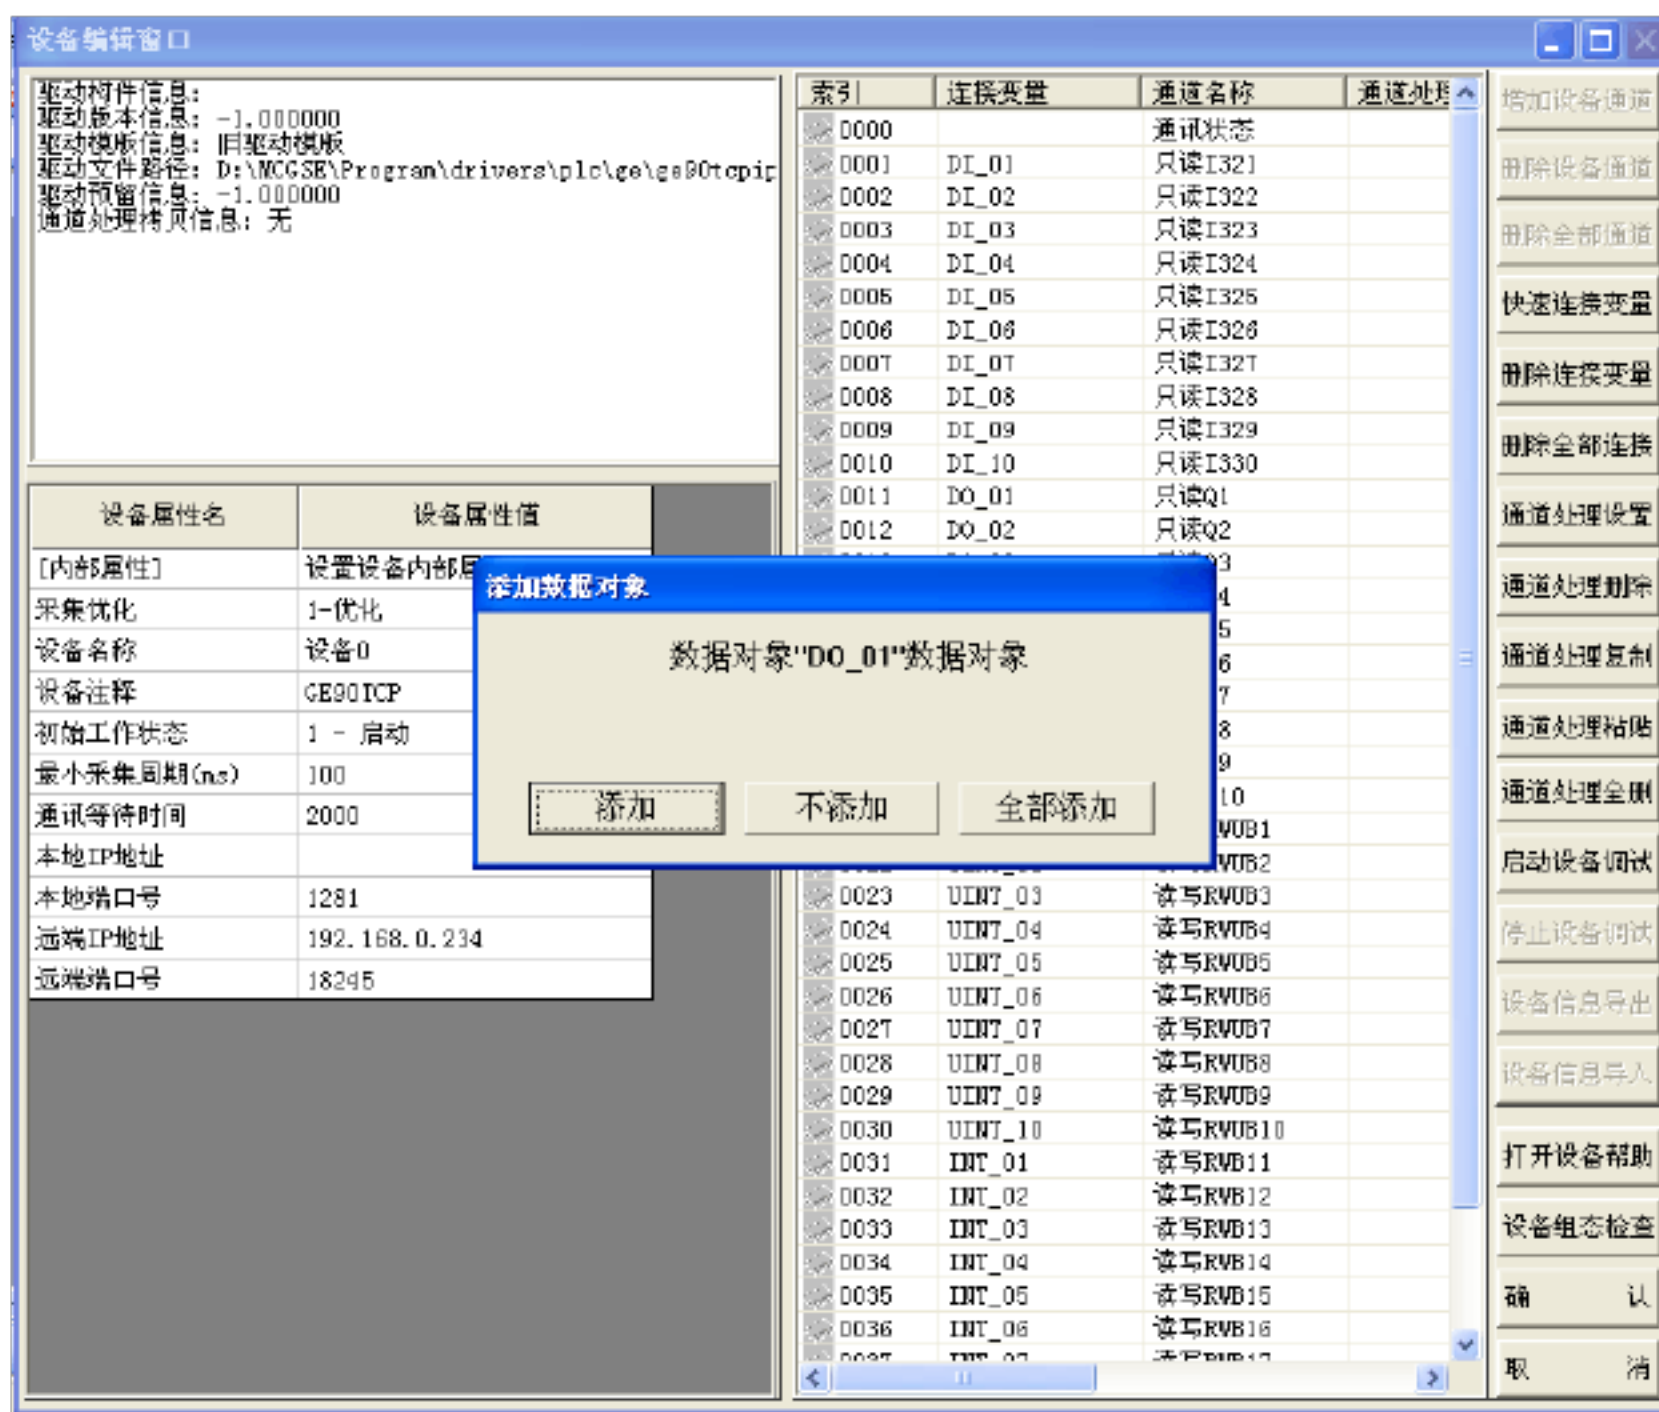 设备编辑窗口
驱动构件信息:
驱动版本信息: -1.000000
驱动模版信息: 旧驱动模版
驱动文件路径: D:\MCGSE\Program\drivers\plc\ge\ge90tcpip
驱动预留信息: -1.000000
通道处理拷贝信息: 无
设备属性名 设备属性值
[内部属性] 设置设备内部属
采集优化 1-优化
设备名称 设备0
设备注释 GE90TCP
初始工作状态 1 - 启动
最小采集周期(ms) 100
通讯等待时间 2000
本地IP地址
本地端口号 1281
远端IP地址 192.168.0.234
远端端口号 18245
索引 连接变量 通道名称 通道处理
0000 通讯状态
0001 DI_01 只读I321
0002 DI_02 只读I322
0003 DI_03 只读I323
0004 DI_04 只读I324
0005 DI_05 只读I325
0006 DI_06 只读I326
0007 DI_07 只读I327
0008 DI_08 只读I328
0009 DI_09 只读I329
0010 DI_10 只读I330
0011 DO_01 只读Q1
0012 DO_02 只读Q2
3
4
5
6
7
8
9
10
WUB1
WUB2
0023 UINT_03 读写RWUB3
0024 UINT_04 读写RWUB4
0025 UINT_05 读写RWUB5
0026 UINT_06 读写RWUB6
0027 UINT_07 读写RWUB7
0028 UINT_08 读写RWUB8
0029 UINT_09 读写RWUB9
0030 UINT_10 读写RWUB10
0031 INT_01 读写RWB11
0032 INT_02 读写RWB12
0033 INT_03 读写RWB13
0034 INT_04 读写RWB14
0035 INT_05 读写RWB15
0036 INT_06 读写RWB16
0037 INT_07 读写RWB17
添加数据对象
数据对象"DO_01"数据对象
添加 不添加 全部添加
增加设备通道
删除设备通道
删除全部通道
快速连接变量
删除连接变量
删除全部连接
通道处理设置
通道处理删除
通道处理复制
通道处理粘贴
通道处理全删
启动设备调试
停止设备调试
设备信息导出
设备信息导入
打开设备帮助
设备组态检查
确 认
取 消